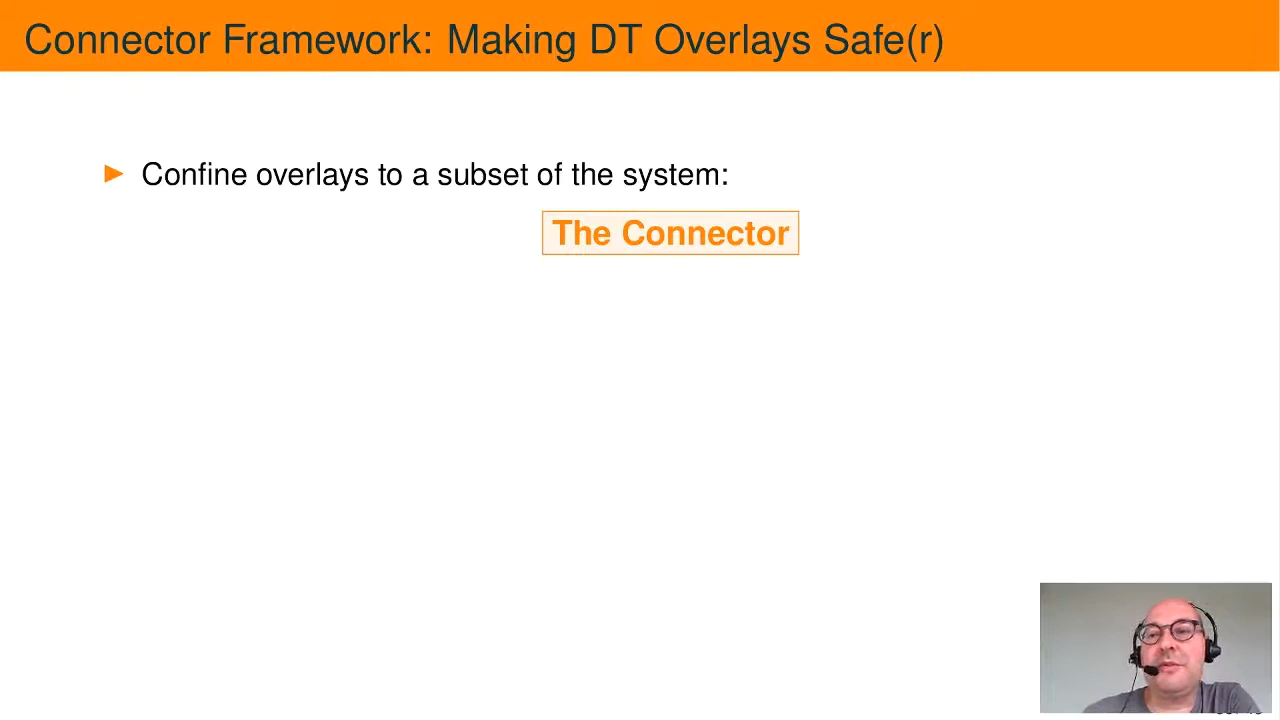 Connector Framework: Making DT Overlays Safe(r)
Confine overlays to a subset of the system:
The Connector